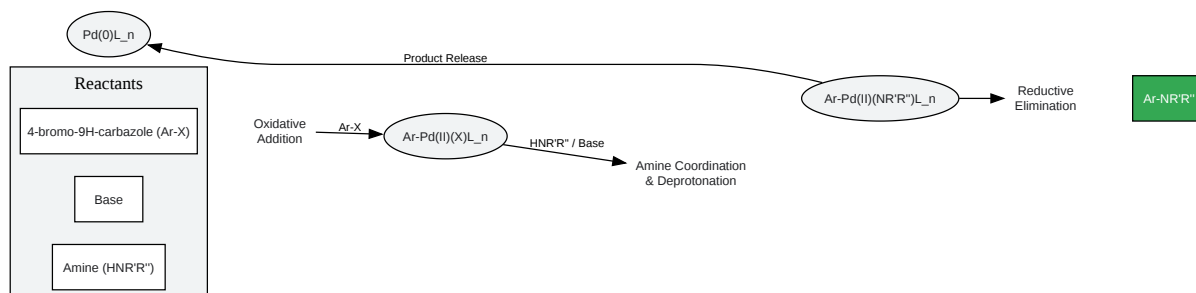 Pd(0)L_n
Reactants
4-bromo-9H-carbazole (Ar-X)
Base
Amine (HNR'R'')
Product Release
Oxidative
Addition
Ar-X
Ar-Pd(II)(X)L_n
HNR'R'' / Base
Amine Coordination
& Deprotonation
Ar-Pd(II)(NR'R'')L_n
Reductive
Elimination
Ar-NR'R''